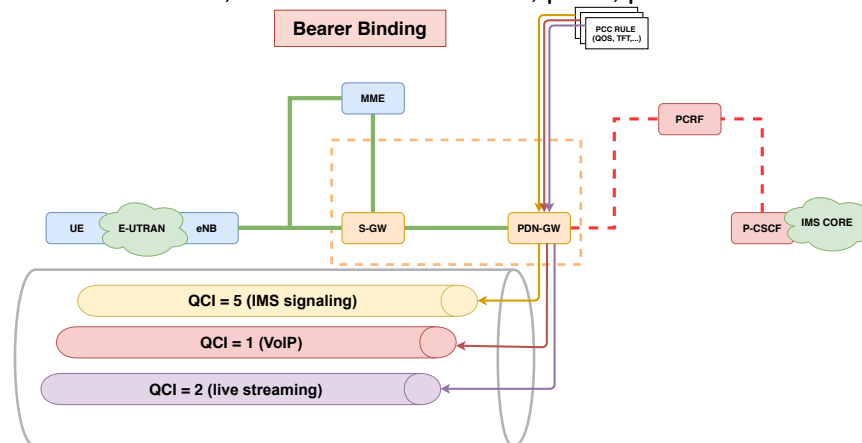 Bearer Binding
PCC RULE
(QOS, TFT,...)
MME
PCRF
UE
E-UTRAN
eNB
S-GW
PDN-GW
P-CSCF
IMS CORE
QCI = 5 (IMS signaling)
QCI = 1 (VoIP)
QCI = 2 (live streaming)